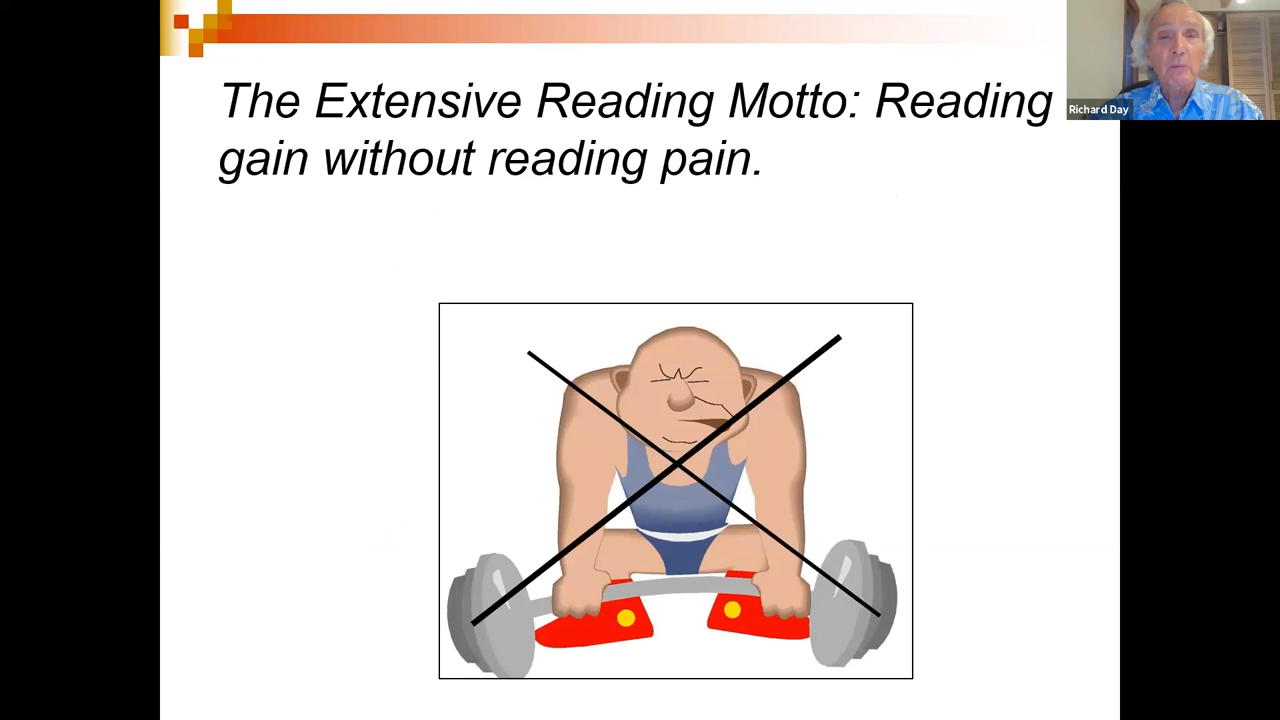 The Extensive Reading Motto: Reading
gain without reading pain.
Richard Day